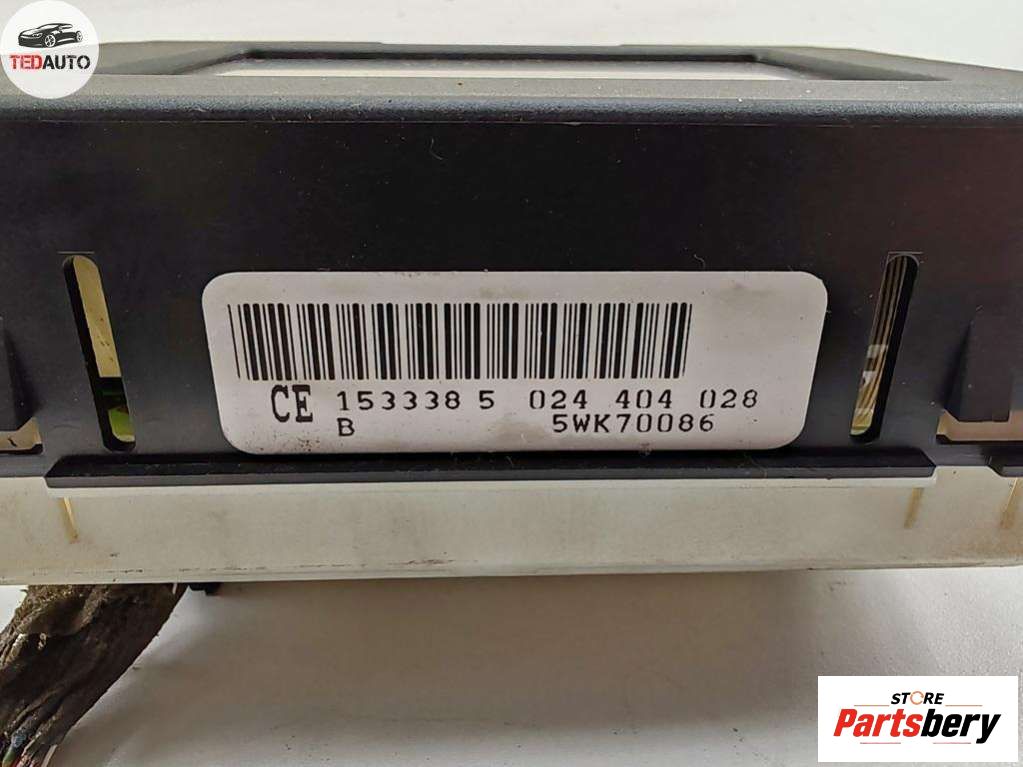 TEDAUTO
CE 153338 5 024 404 028
B 5WK70086
STORE
Partsbery